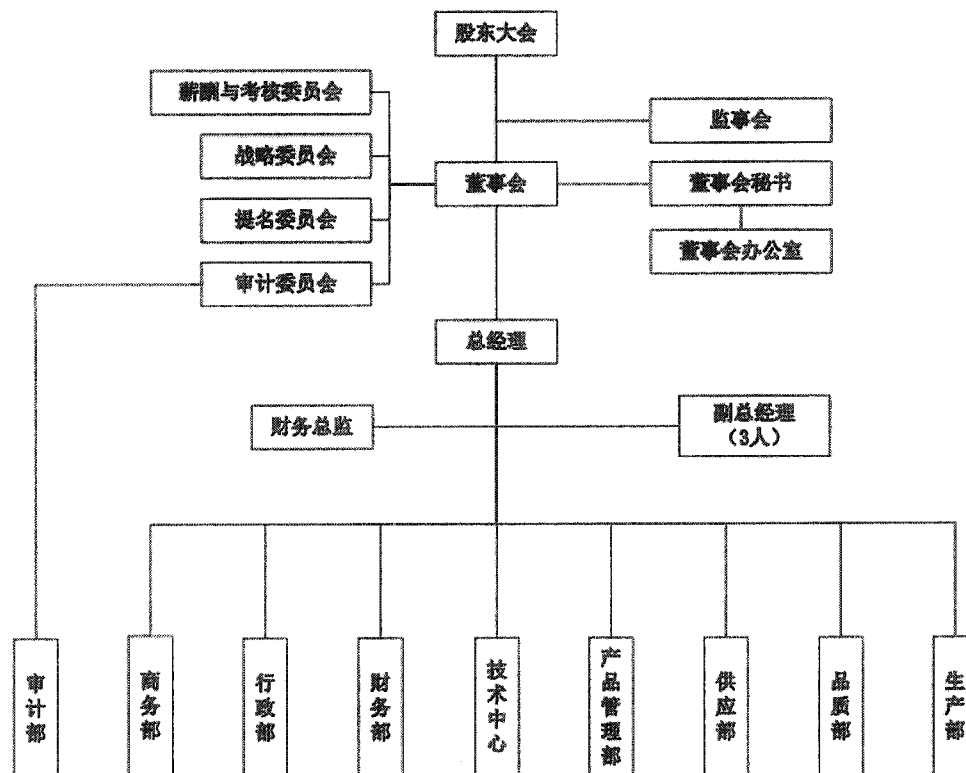 股东大会
薪酬与考核委员会
监事会
战略委员会
董事会
董事会秘书
提名委员会
董事会办公室
审计委员会
总经理
财务总监
副总经理
（3人）
审计部
商务部
行政部
财务部
技术中心
产品管理部
供应部
品质部
生产部